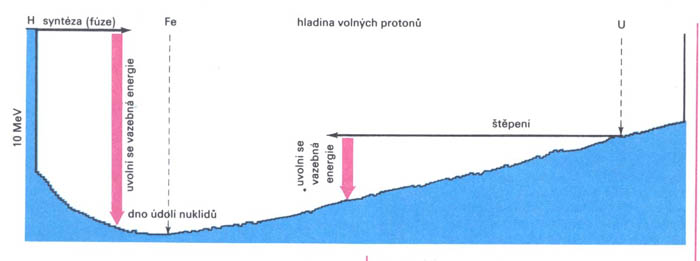 H syntéza (fúze) Fe hladina volných protonů U
10 MeV
uvolní se vazebná energie
štěpení
uvolní se
vazebná
energie
dno údolí nuklidů